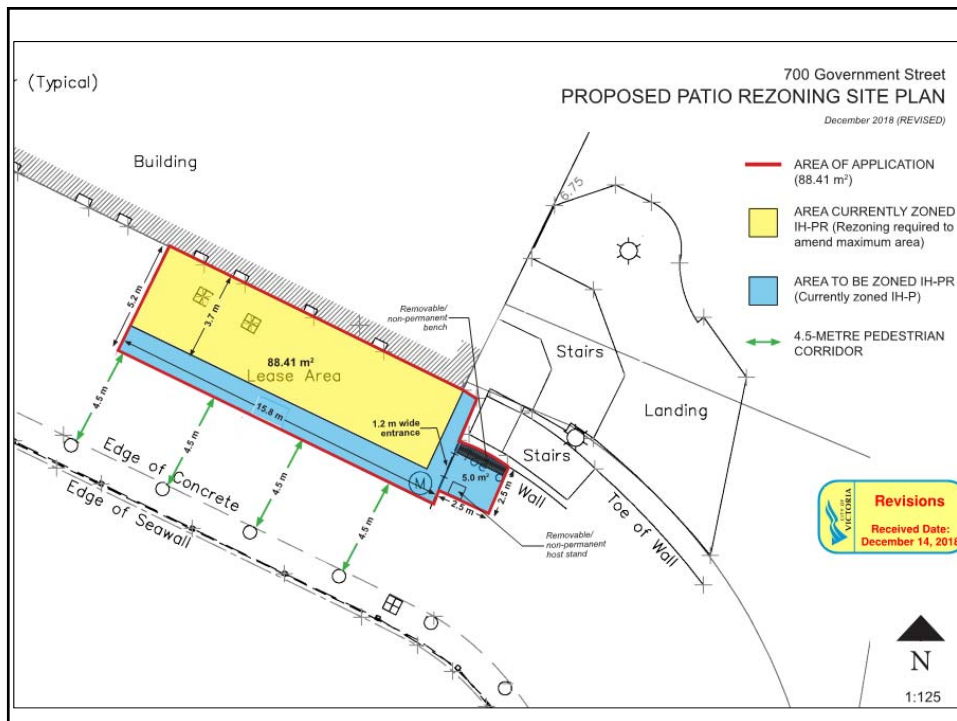 r (Typical)
700 Government Street
PROPOSED PATIO REZONING SITE PLAN
December 2018 (REVISED)
Building
6.75
AREA OF APPLICATION
(88.41 m²)
AREA CURRENTLY ZONED
IH-PR (Rezoning required to
amend maximum area)
AREA TO BE ZONED IH-PR
(Currently zoned IH-P)
4.5-METRE PEDESTRIAN
CORRIDOR
5.2 m
3.7 m
Removable/
non-permanent
bench
88.41 m²
Lease Area
15.8 m
Stairs
Landing
1.2 m wide
entrance
4.5 m
4.5 m
4.5 m
4.5 m
Stairs
5.0 m²
M
2.5 m
2.5 m
Wall
Toe of Wall
Edge of Concrete
Edge of Seawall
Removable/
non-permanent
host stand
CITY OF
VICTORIA
Revisions
Received Date:
December 14, 2018
N
1:125